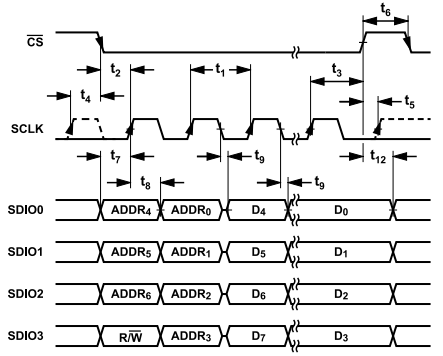 t6
CS
t2 t1 t3
t4 t5
SCLK
t7 t9 t12
t8 t9
SDIO0 ADDR4 ADDR0 D4 D0
SDIO1 ADDR5 ADDR1 D5 D1
SDIO2 ADDR6 ADDR2 D6 D2
SDIO3 R/W ADDR3 D7 D3